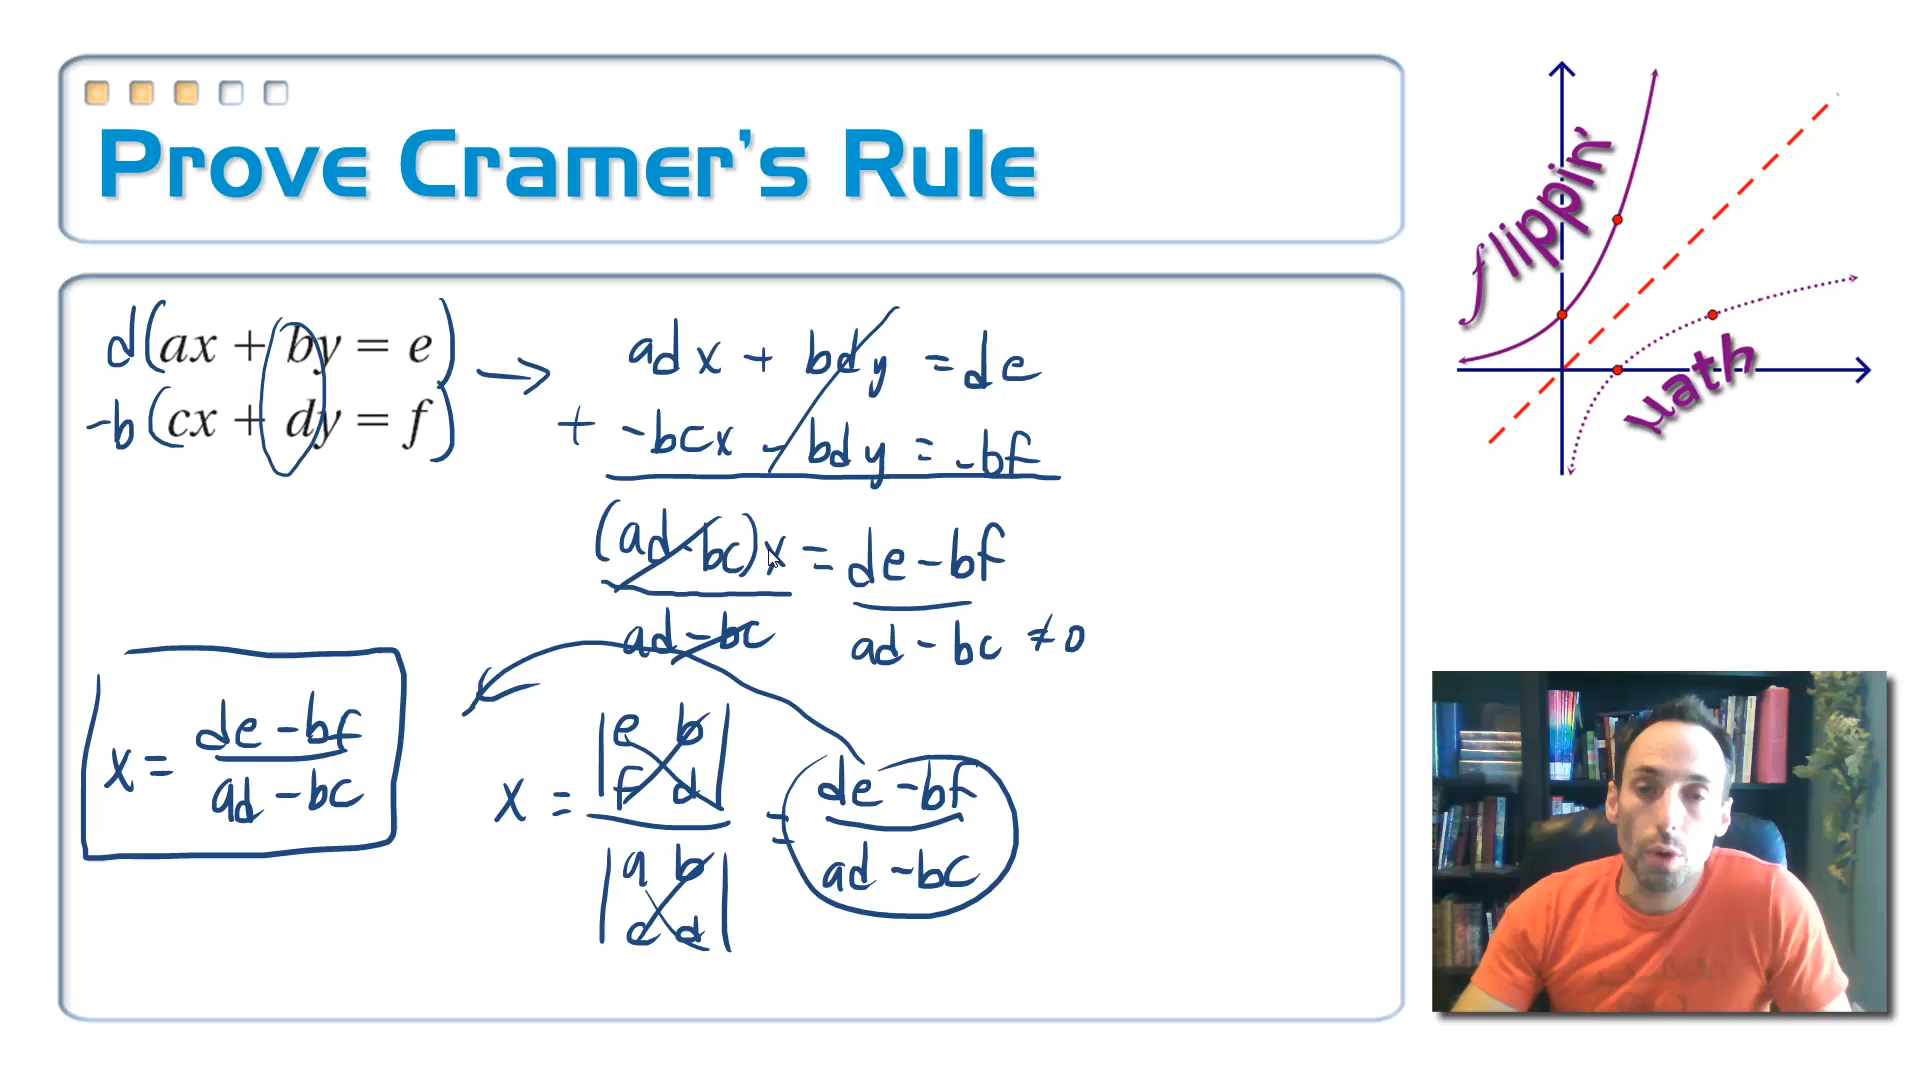 Prove Cramer's Rule
d(ax + by = e)
-b(cx + dy = f)
adx + bdy = de
+ -bcx - bdy = -bf
(ad - bc)x = de - bf
ad - bc ad - bc ≠ 0
x = de - bf
ad - bc
x = |e b
f d| = de - bf
ad - bc
|a b
c d|
flippin'
math